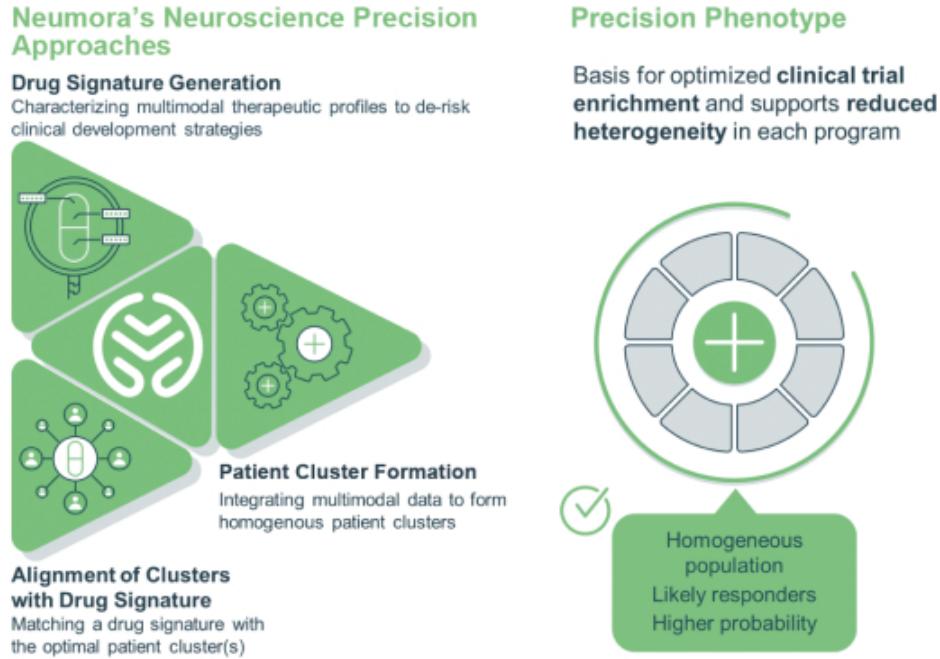 Neumora's Neuroscience Precision
Approaches
Drug Signature Generation
Characterizing multimodal therapeutic profiles to de-risk
clinical development strategies
Patient Cluster Formation
Integrating multimodal data to form
homogenous patient clusters
Alignment of Clusters
with Drug Signature
Matching a drug signature with
the optimal patient cluster(s)
Precision Phenotype
Basis for optimized clinical trial
enrichment and supports reduced
heterogeneity in each program
Homogeneous
population
Likely responders
Higher probability